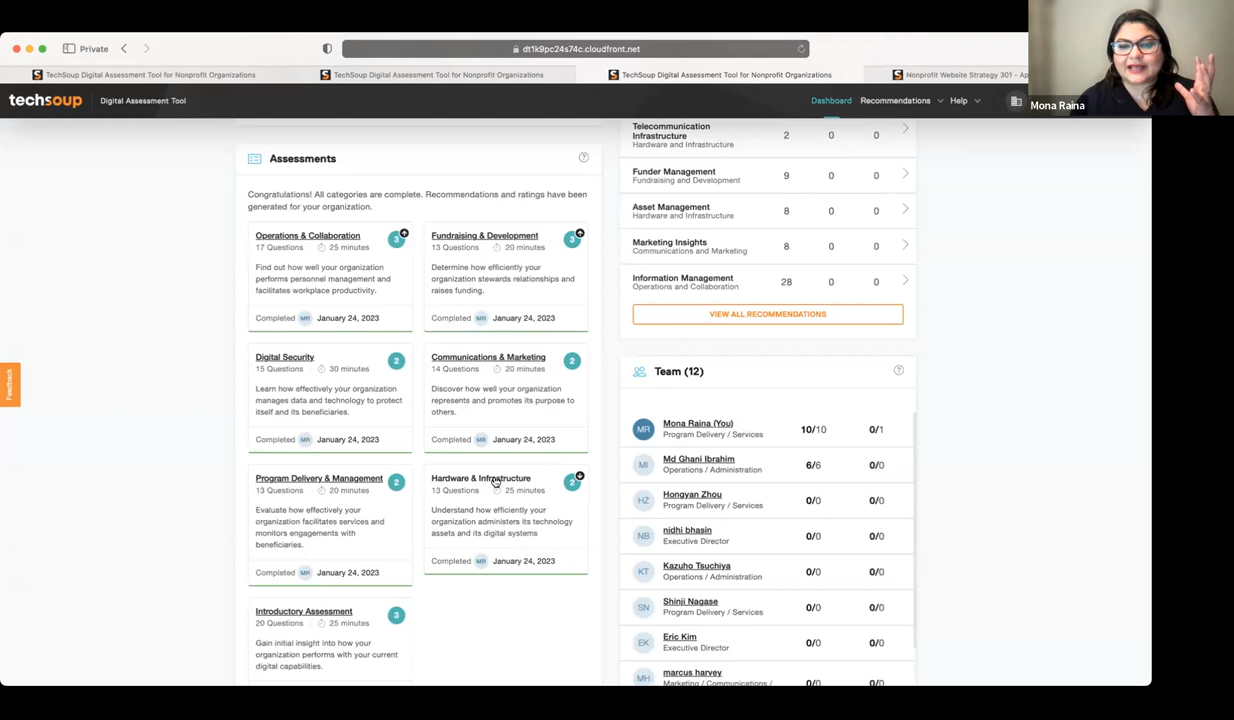 Private
dt1k9pc24s74c.cloudfront.net
TechSoup Digital Assessment Tool for Nonprofit Organizations
TechSoup Digital Assessment Tool for Nonprofit Organizations
TechSoup Digital Assessment Tool for Nonprofit Organizations
Nonprofit Website Strategy 301 - Ap
Mona Raina
techsoup
Digital Assessment Tool
Dashboard
Recommendations
Help
Feedback
Assessments
Congratulations! All categories are complete. Recommendations and ratings have been
generated for your organization.
Operations & Collaboration
3
17 Questions 25 minutes
Find out how well your organization
performs personnel management and
facilitates workplace productivity.
Completed MR January 24, 2023
Fundraising & Development
3
13 Questions 20 minutes
Determine how efficiently your
organization stewards relationships and
raises funding.
Completed MR January 24, 2023
Digital Security
2
15 Questions 30 minutes
Learn how effectively your organization
manages data and technology to protect
itself and its beneficiaries.
Completed MR January 24, 2023
Communications & Marketing
2
14 Questions 20 minutes
Discover how well your organization
represents and promotes its purpose to
others.
Completed MR January 24, 2023
Program Delivery & Management
2
13 Questions 20 minutes
Evaluate how effectively your
organization facilitates services and
monitors engagements with
beneficiaries.
Completed MR January 24, 2023
Hardware & Infrastructure
2
13 Questions 25 minutes
Understand how efficiently your
organization administers its technology
assets and its digital systems
Completed MR January 24, 2023
Introductory Assessment
3
20 Questions 25 minutes
Gain initial insight into how your
organization performs with your current
digital capabilities.
Telecommunication
Infrastructure
Hardware and Infrastructure
2 0 0
Funder Management
Fundraising and Development
9 0 0
Asset Management
Hardware and Infrastructure
8 0 0
Marketing Insights
Communications and Marketing
8 0 0
Information Management
Operations and Collaboration
28 0 0
VIEW ALL RECOMMENDATIONS
Team (12)
MR Mona Raina (You)
Program Delivery / Services
10/10 0/1
MI Md Ghani Ibrahim
Operations / Administration
6/6 0/0
HZ Hongyan Zhou
Program Delivery / Services
0/0 0/0
NB nidhi bhasin
Executive Director
0/0 0/0
KT Kazuho Tsuchiya
Operations / Administration
0/0 0/0
SN Shinji Nagase
Program Delivery / Services
0/0 0/0
EK Eric Kim
Executive Director
0/0 0/0
MH marcus harvey
Marketing / Communications /
0/0 0/0